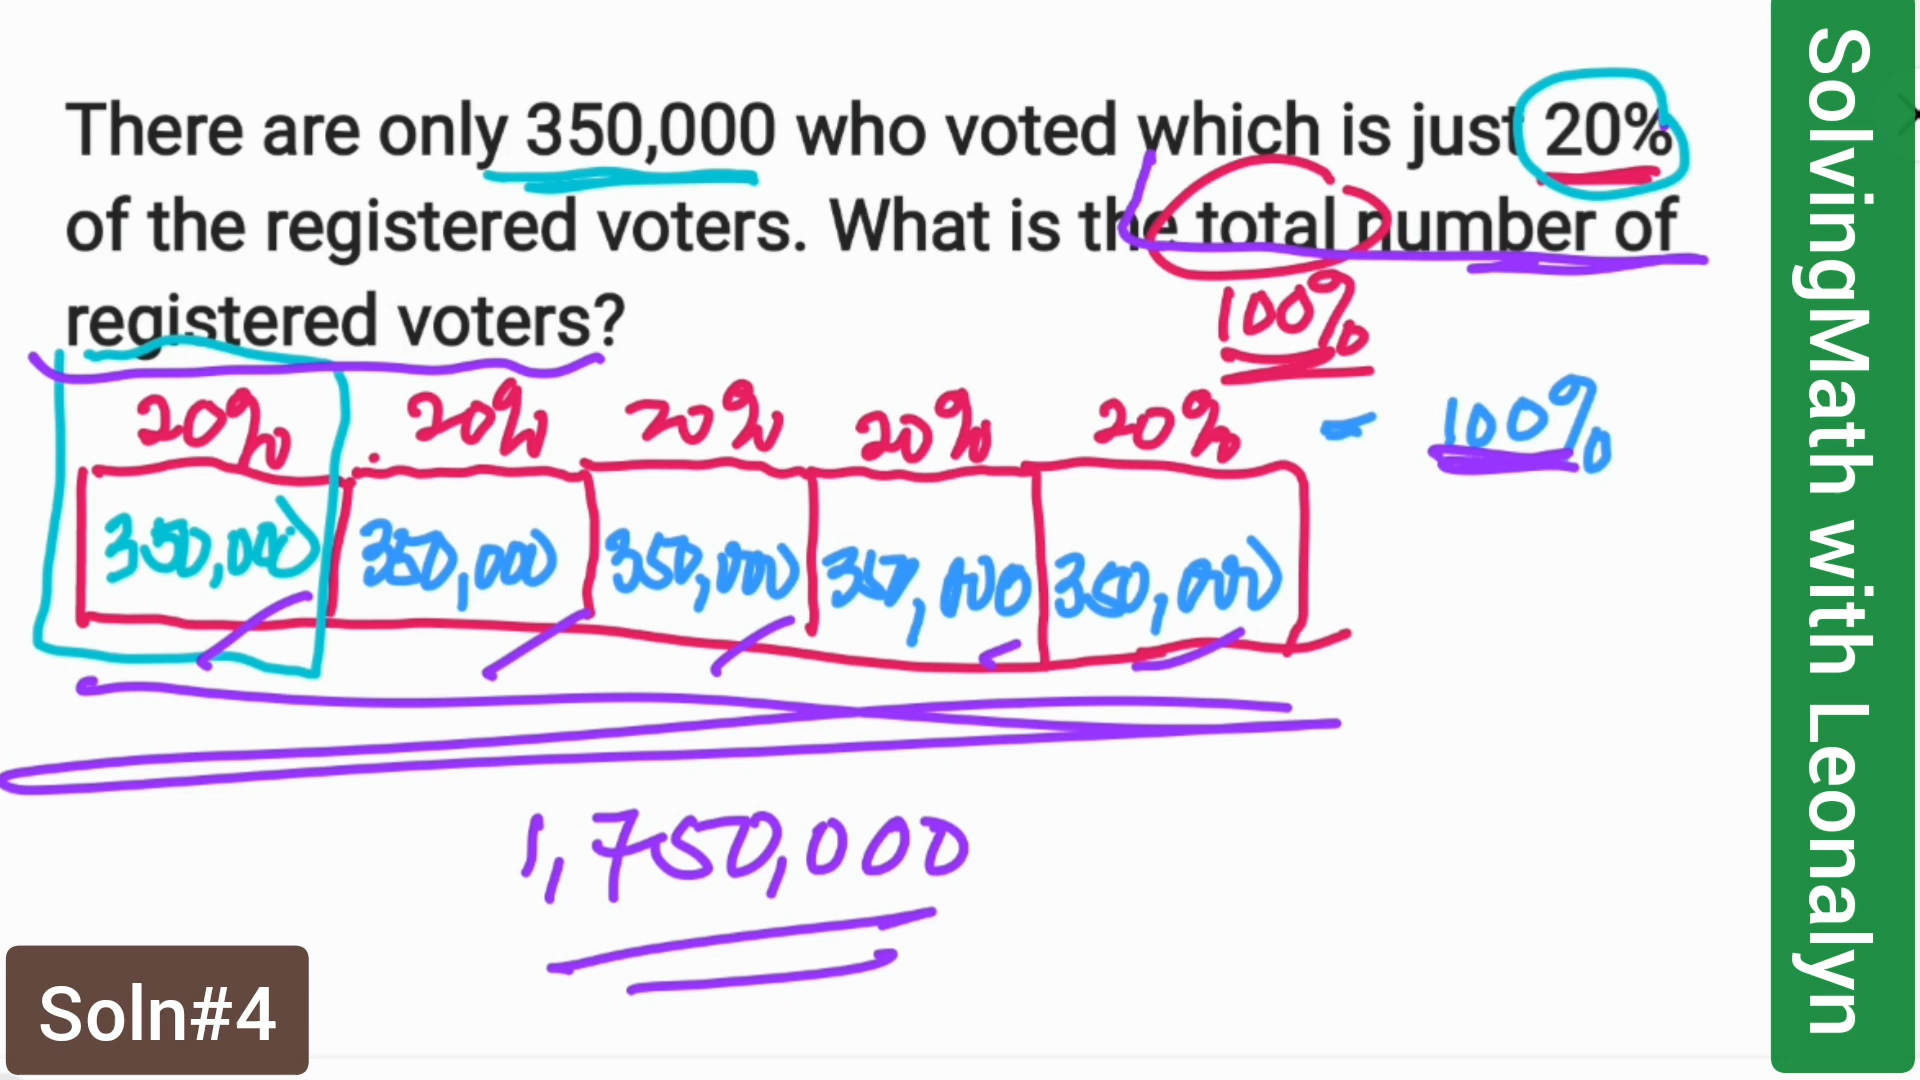 There are only 350,000 who voted which is just 20%
of the registered voters. What is the total number of
registered voters?
100%
20% 20% 20% 20% 20% = 100%
350,000 350,000 350,000 350,000 350,000
1,750,000
Soln#4
SolvingMath with Leonalyn